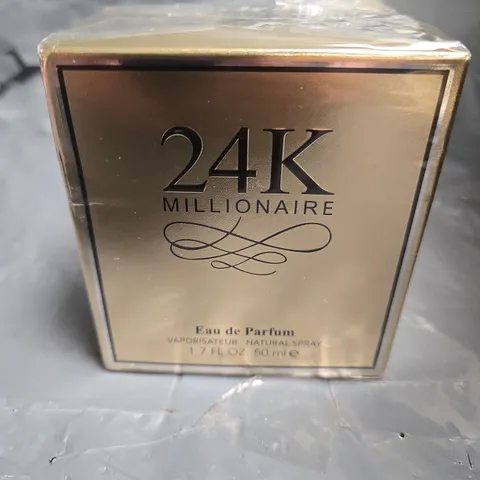 24K
MILLIONAIRE
Eau de Parfum
VAPORISATEUR NATURAL SPRAY
1.7 FL OZ 50 ml e